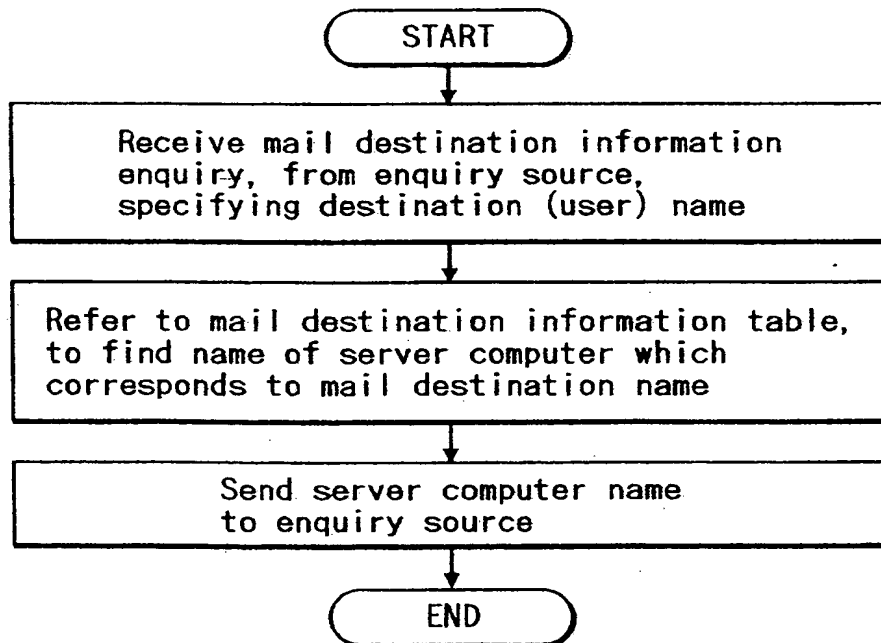 START
Receive mail destination information
enquiry, from enquiry source,
specifying destination (user) name
Refer to mail destination information table,
to find name of server computer which
corresponds to mail destination name
Send server computer name
to enquiry source
END